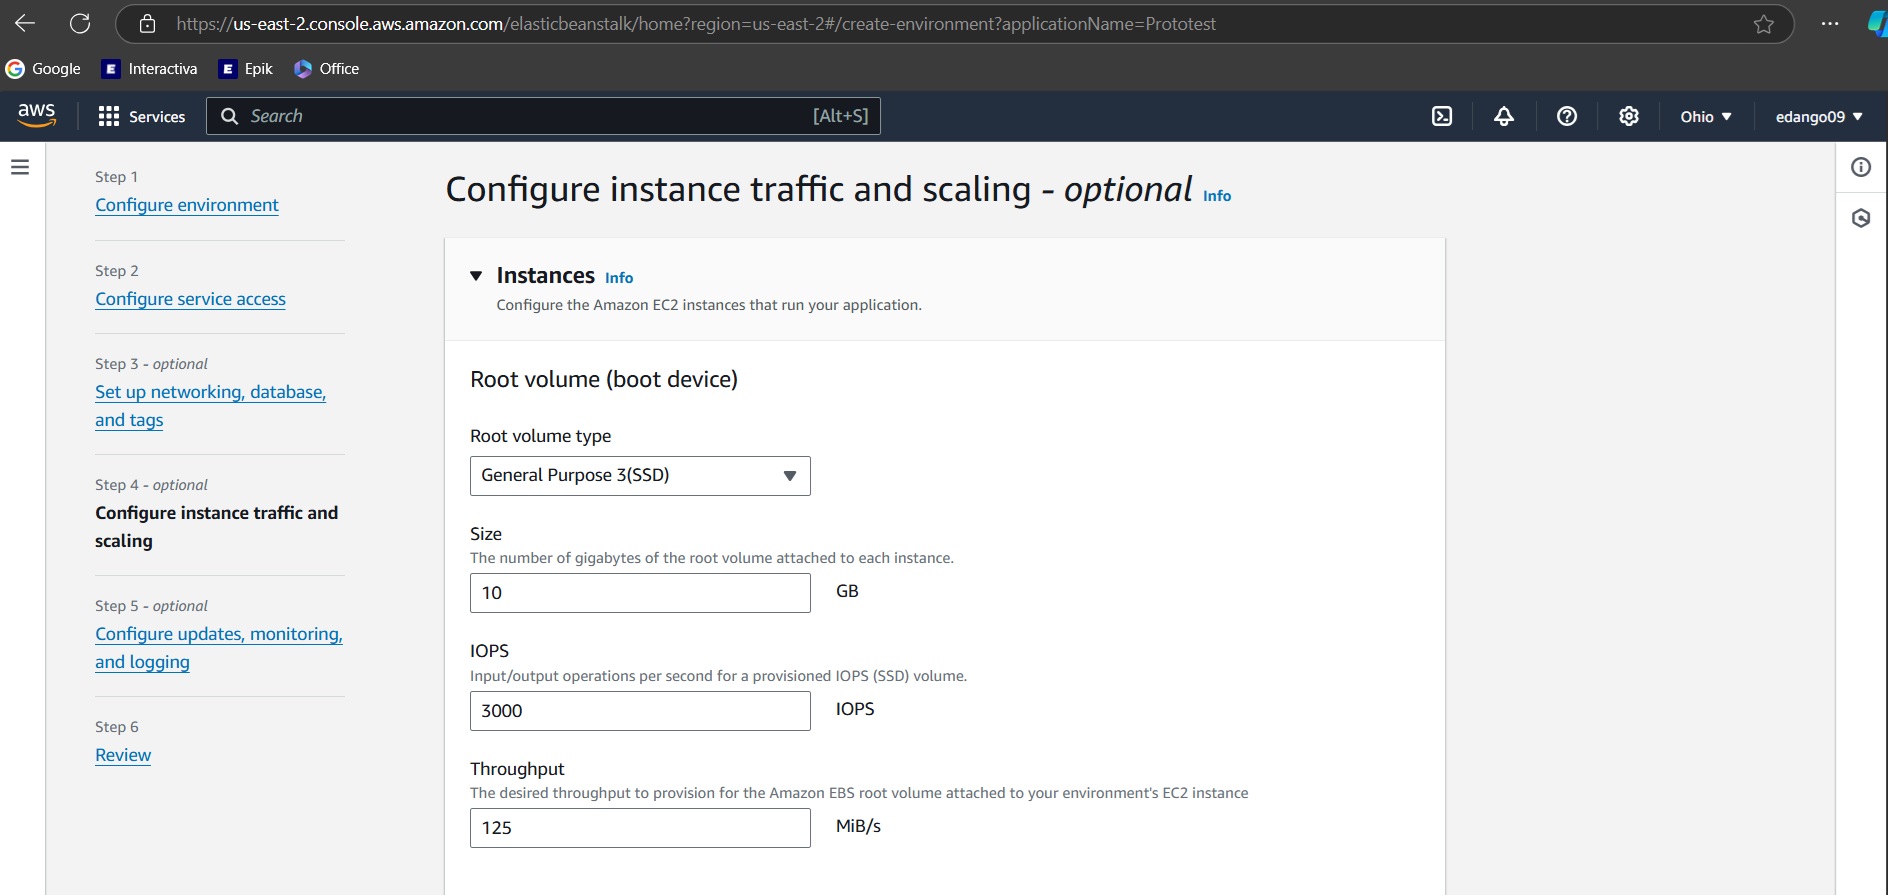 https://us-east-2.console.aws.amazon.com/elasticbeanstalk/home?region=us-east-2#/create-environment?applicationName=Prototest
Google Interactiva Epik Office
aws Services Search [Alt+S] Ohio edango09
Step 1
Configure environment
Step 2
Configure service access
Step 3 - optional
Set up networking, database,
and tags
Step 4 - optional
Configure instance traffic and
scaling
Step 5 - optional
Configure updates, monitoring,
and logging
Step 6
Review
Configure instance traffic and scaling - optional Info
Instances Info
Configure the Amazon EC2 instances that run your application.
Root volume (boot device)
Root volume type
General Purpose 3(SSD)
Size
The number of gigabytes of the root volume attached to each instance.
10 GB
IOPS
Input/output operations per second for a provisioned IOPS (SSD) volume.
3000 IOPS
Throughput
The desired throughput to provision for the Amazon EBS root volume attached to your environment's EC2 instance
125 MiB/s